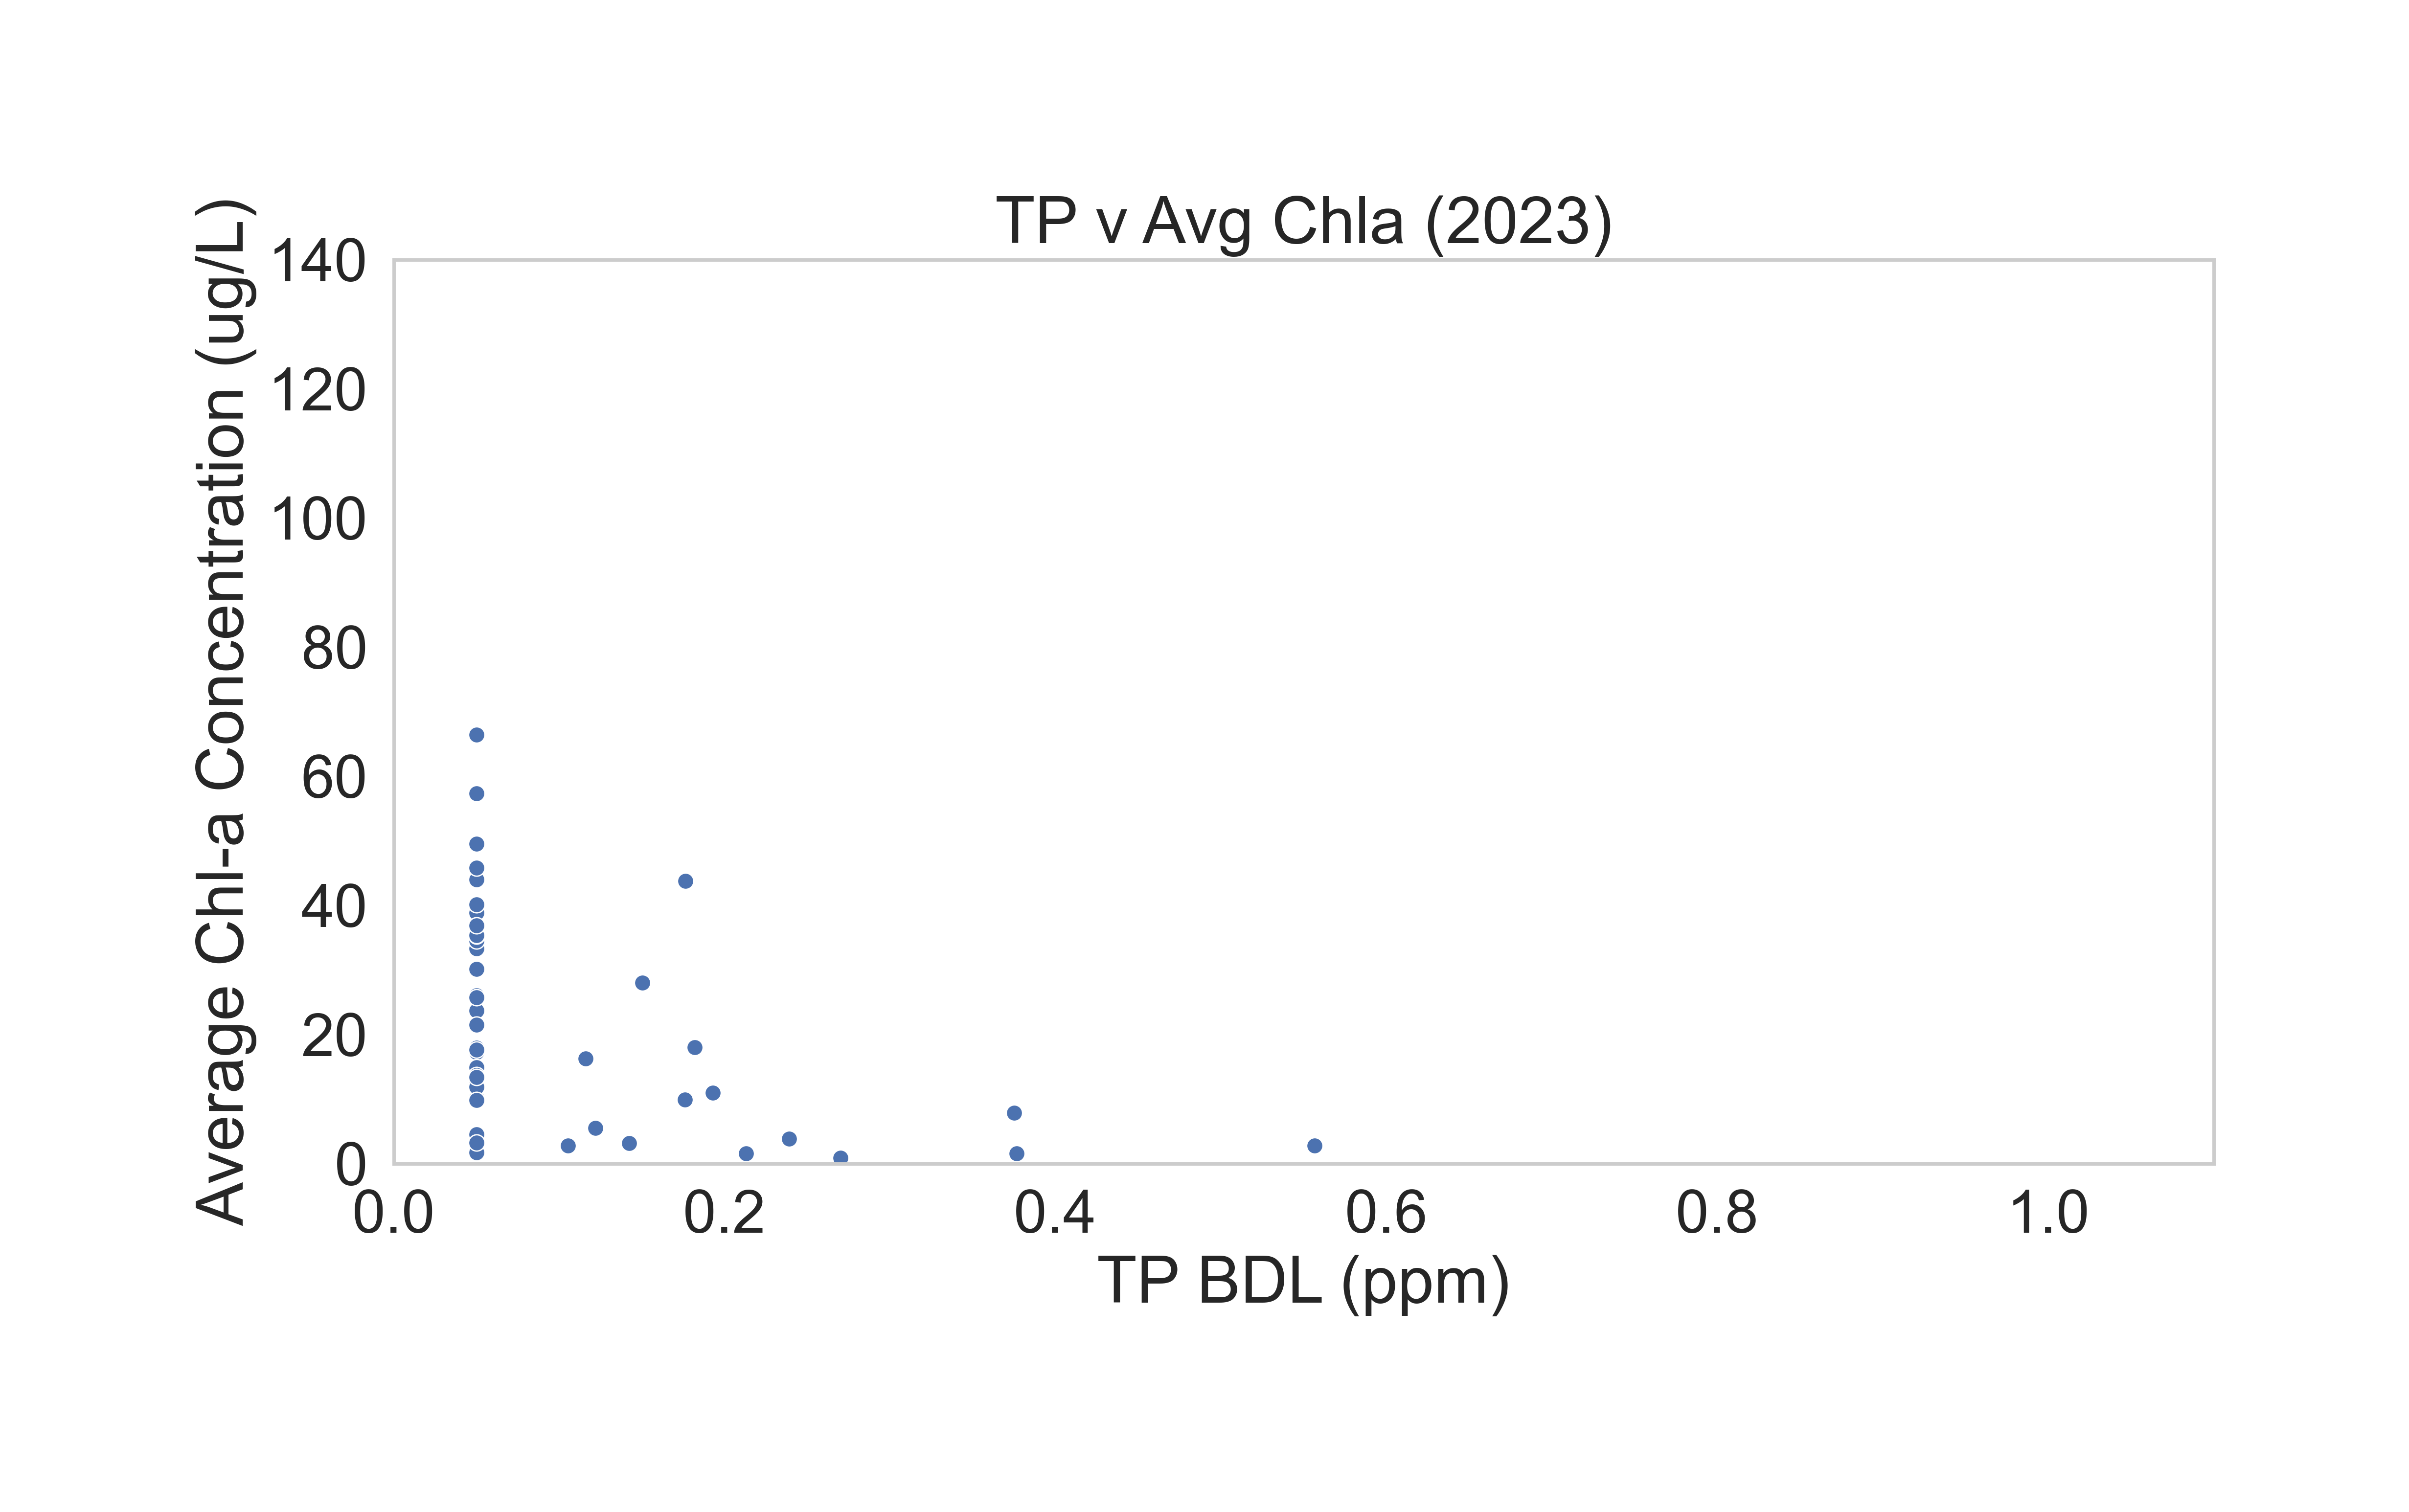 TP v Avg Chla (2023)
Average Chl-a Concentration (ug/L)
140
120
100
80
60
40
20
0
0.0 0.2 0.4 0.6 0.8 1.0
TP BDL (ppm)